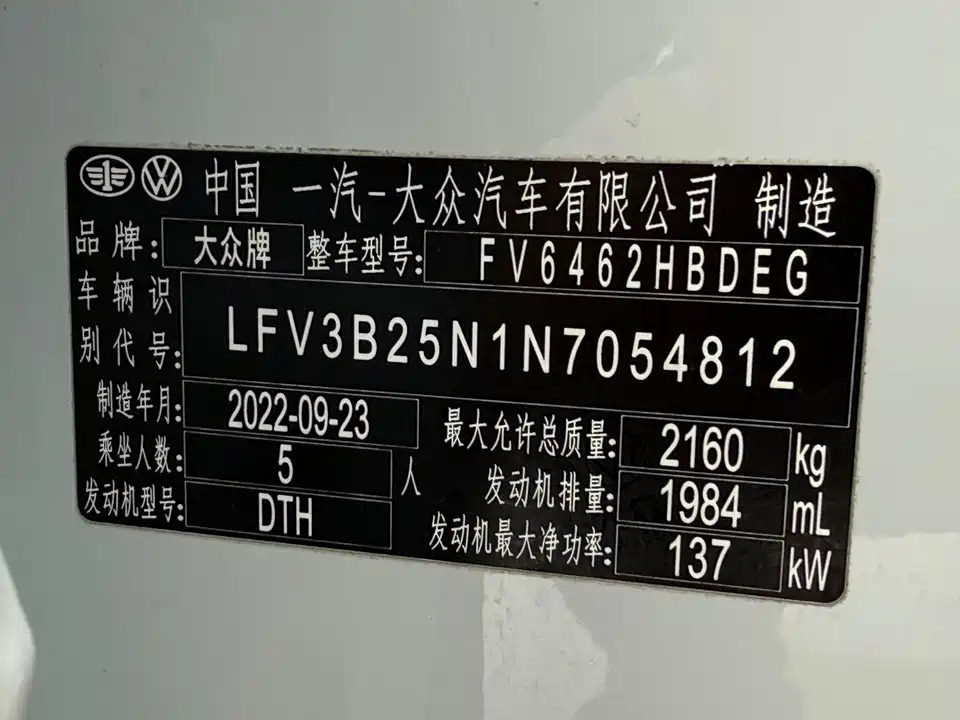 中国 一汽-大众汽车有限公司 制造
品牌: 大众牌 整车型号: FV6462HBDEG
车辆识别代号: LFV3B25N1N7054812
制造年月: 2022-09-23
乘坐人数: 5 人
发动机型号: DTH
最大允许总质量: 2160 kg
发动机排量: 1984 mL
发动机最大净功率: 137 kW